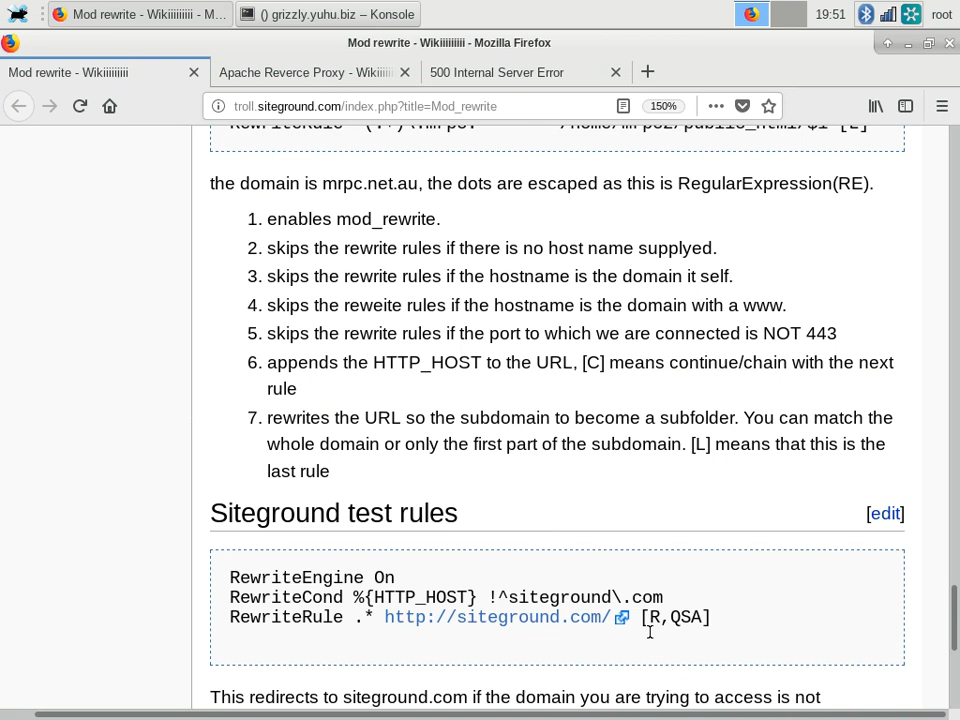 Mod rewrite - Wikiiiiiiiii - M...
() grizzly.yuhu.biz – Konsole
19:51
root
Mod rewrite - Wikiiiiiiiii - Mozilla Firefox
Mod rewrite - Wikiiiiiiiii
Apache Reverce Proxy - Wikiiiii
500 Internal Server Error
troll.siteground.com/index.php?title=Mod_rewrite
150%
the domain is mrpc.net.au, the dots are escaped as this is RegularExpression(RE).
1. enables mod_rewrite.
2. skips the rewrite rules if there is no host name supplyed.
3. skips the rewrite rules if the hostname is the domain it self.
4. skips the reweite rules if the hostname is the domain with a www.
5. skips the rewrite rules if the port to which we are connected is NOT 443
6. appends the HTTP_HOST to the URL, [C] means continue/chain with the next
rule
7. rewrites the URL so the subdomain to become a subfolder. You can match the
whole domain or only the first part of the subdomain. [L] means that this is the
last rule
Siteground test rules
[edit]
RewriteEngine On
RewriteCond %{HTTP_HOST} !^siteground\.com
RewriteRule .* http://siteground.com/ [R,QSA]
This redirects to siteground.com if the domain you are trying to access is not